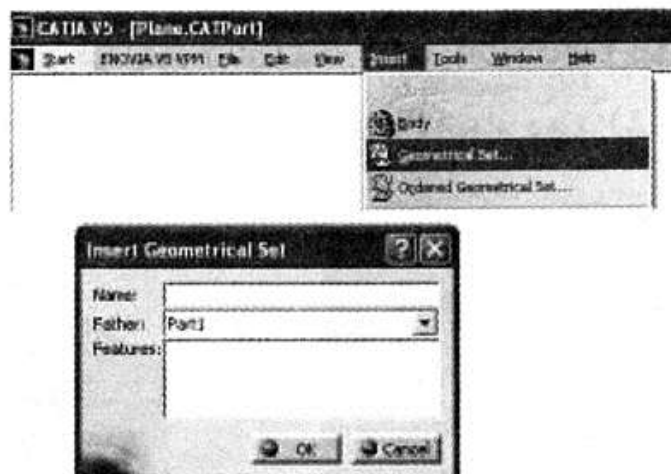 CATIA V5 - [Plane.CATPart]
Start ENOVIA V5 VPM File Edit View Insert Tools Window Help
Body
Geometrical Set...
Ordered Geometrical Set...
Insert Geometrical Set
Name:
Father: Part1
Features:
OK Cancel